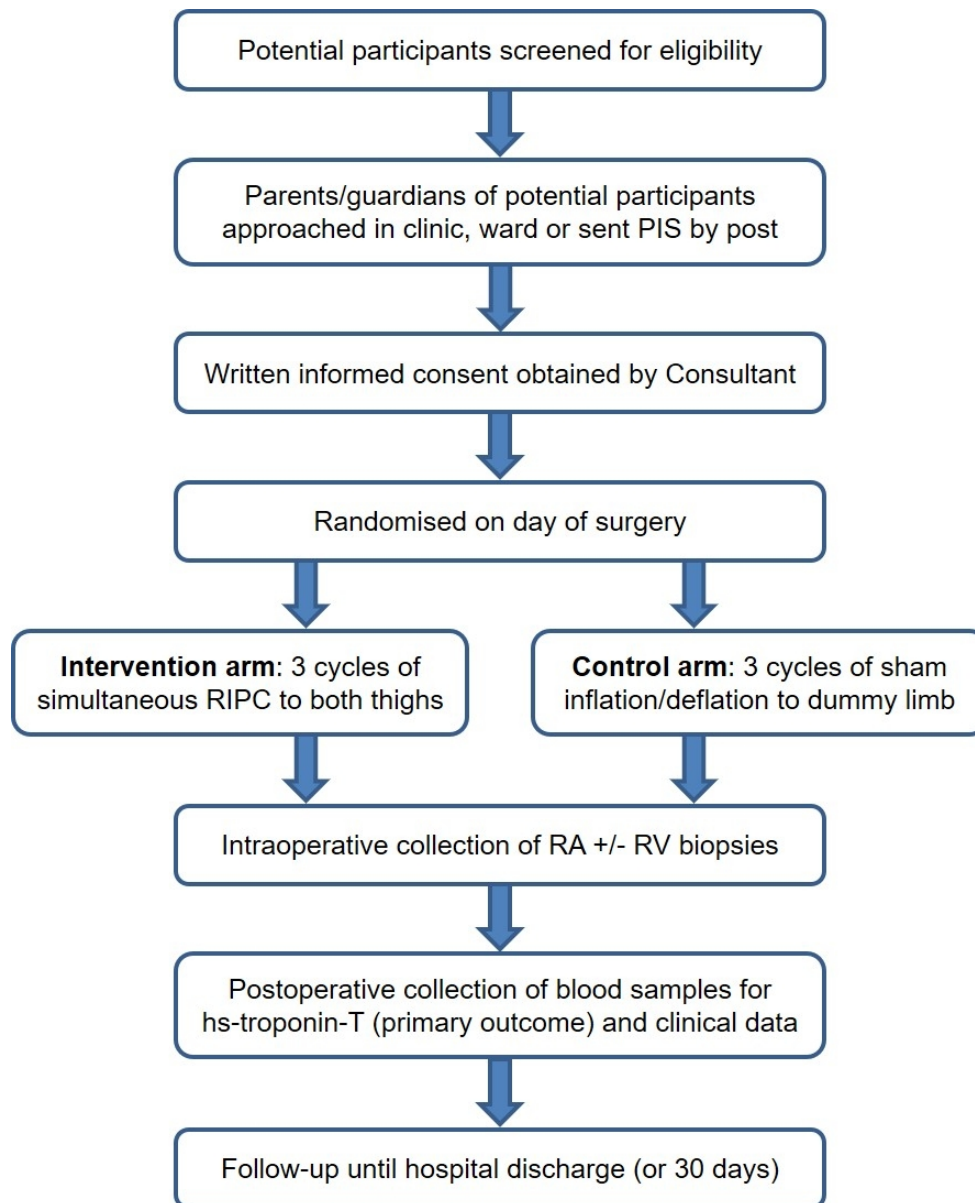 Potential participants screened for eligibility
Parents/guardians of potential participants
approached in clinic, ward or sent PIS by post
Written informed consent obtained by Consultant
Randomised on day of surgery
Intervention arm: 3 cycles of
simultaneous RIPC to both thighs
Control arm: 3 cycles of sham
inflation/deflation to dummy limb
Intraoperative collection of RA +/- RV biopsies
Postoperative collection of blood samples for
hs-troponin-T (primary outcome) and clinical data
Follow-up until hospital discharge (or 30 days)